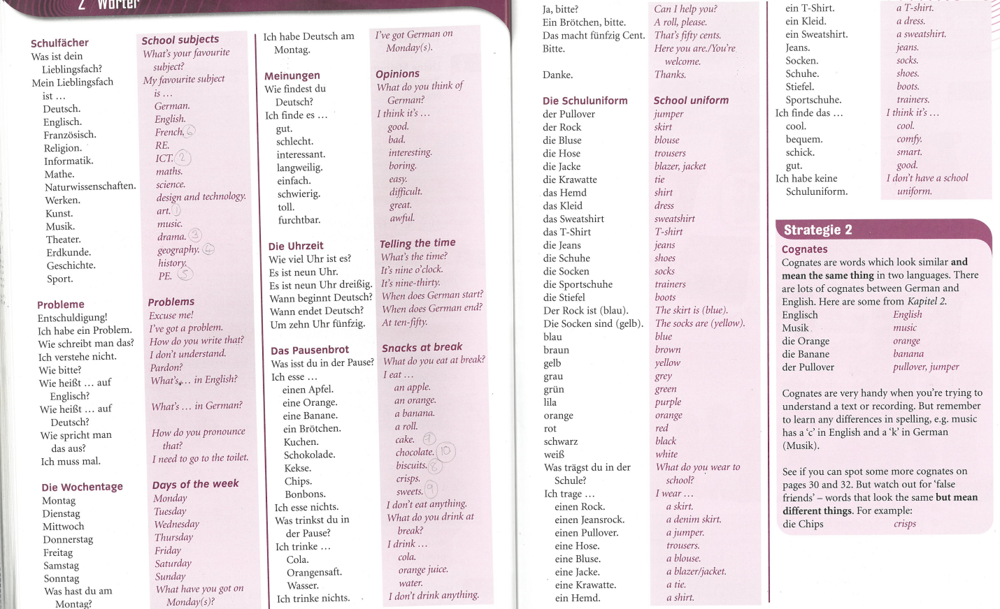 2 Wörter
Schulfächer School subjects
Was ist dein What's your favourite
Lieblingsfach? subject?
Mein Lieblingsfach My favourite subject
ist … is …
Deutsch. German.
Englisch. English.
Französisch. French. 6
Religion. RE.
Informatik. ICT. 2
Mathe. maths.
Naturwissenschaften. science.
Werken. design and technology.
Kunst. art. 1
Musik. music.
Theater. drama. 3
Erdkunde. geography. 4
Geschichte. history.
Sport. PE. 5
Probleme Problems
Entschuldigung! Excuse me!
Ich habe ein Problem. I've got a problem.
Wie schreibt man das? How do you write that?
Ich verstehe nicht. I don't understand.
Wie bitte? Pardon?
Wie heißt … auf What's … in English?
Englisch?
Wie heißt … auf What's … in German?
Deutsch?
Wie spricht man How do you pronounce
das aus? that?
Ich muss mal. I need to go to the toilet.
Die Wochentage Days of the week
Montag Monday
Dienstag Tuesday
Mittwoch Wednesday
Donnerstag Thursday
Freitag Friday
Samstag Saturday
Sonntag Sunday
Was hast du am What have you got on
Montag? Monday(s)?
Ich habe Deutsch am I've got German on
Montag. Monday(s).
Meinungen Opinions
Wie findest du What do you think of
Deutsch? German?
Ich finde es … I think it's …
gut. good.
schlecht. bad.
interessant. interesting.
langweilig. boring.
einfach. easy.
schwierig. difficult.
toll. great.
furchtbar. awful.
Die Uhrzeit Telling the time
Wie viel Uhr ist es? What's the time?
Es ist neun Uhr. It's nine o'clock.
Es ist neun Uhr dreißig. It's nine-thirty.
Wann beginnt Deutsch? When does German start?
Wann endet Deutsch? When does German end?
Um zehn Uhr fünfzig. At ten-fifty.
Das Pausenbrot Snacks at break
Was isst du in der Pause? What do you eat at break?
Ich esse … I eat …
einen Apfel. an apple.
eine Orange. an orange.
eine Banane. a banana.
ein Brötchen. a roll.
Kuchen. cake. 7
Schokolade. chocolate. 10
Kekse. biscuits. 8
Chips. crisps.
Bonbons. sweets. 9
Ich esse nichts. I don't eat anything.
Was trinkst du in What do you drink at
der Pause? break?
Ich trinke … I drink …
Cola. cola.
Orangensaft. orange juice.
Wasser. water.
Ich trinke nichts. I don't drink anything.
Ja, bitte? Can I help you?
Ein Brötchen, bitte. A roll, please.
Das macht fünfzig Cent. That's fifty cents.
Bitte. Here you are./You're
welcome.
Danke. Thanks.
Die Schuluniform School uniform
der Pullover jumper
der Rock skirt
die Bluse blouse
die Hose trousers
die Jacke blazer, jacket
die Krawatte tie
das Hemd shirt
das Kleid dress
das Sweatshirt sweatshirt
das T-Shirt T-shirt
die Jeans jeans
die Schuhe shoes
die Socken socks
die Sportschuhe trainers
die Stiefel boots
Der Rock ist (blau). The skirt is (blue).
Die Socken sind (gelb). The socks are (yellow).
blau blue
braun brown
gelb yellow
grau grey
grün green
lila purple
orange orange
rot red
schwarz black
weiß white
Was trägst du in der What do you wear to
Schule? school?
Ich trage … I wear …
einen Rock. a skirt.
einen Jeansrock. a denim skirt.
einen Pullover. a jumper.
eine Hose. trousers.
eine Bluse. a blouse.
eine Jacke. a blazer/jacket.
eine Krawatte. a tie.
ein Hemd. a shirt.
ein T-Shirt. a T-shirt.
ein Kleid. a dress.
ein Sweatshirt. a sweatshirt.
Jeans. jeans.
Socken. socks.
Schuhe. shoes.
Stiefel. boots.
Sportschuhe. trainers.
Ich finde das … I think it's …
cool. cool.
bequem. comfy.
schick. smart.
gut. good.
Ich habe keine I don't have a school
Schuluniform. uniform.
Strategie 2
Cognates
Cognates are words which look similar and
mean the same thing in two languages. There
are lots of cognates between German and
English. Here are some from Kapitel 2.
Englisch English
Musik music
die Orange orange
die Banane banana
der Pullover pullover, jumper
Cognates are very handy when you're trying to
understand a text or recording. But remember
to learn any differences in spelling, e.g. music
has a 'c' in English and a 'k' in German
(Musik).
See if you can spot some more cognates on
pages 30 and 32. But watch out for 'false
friends' – words that look the same but mean
different things. For example:
die Chips crisps